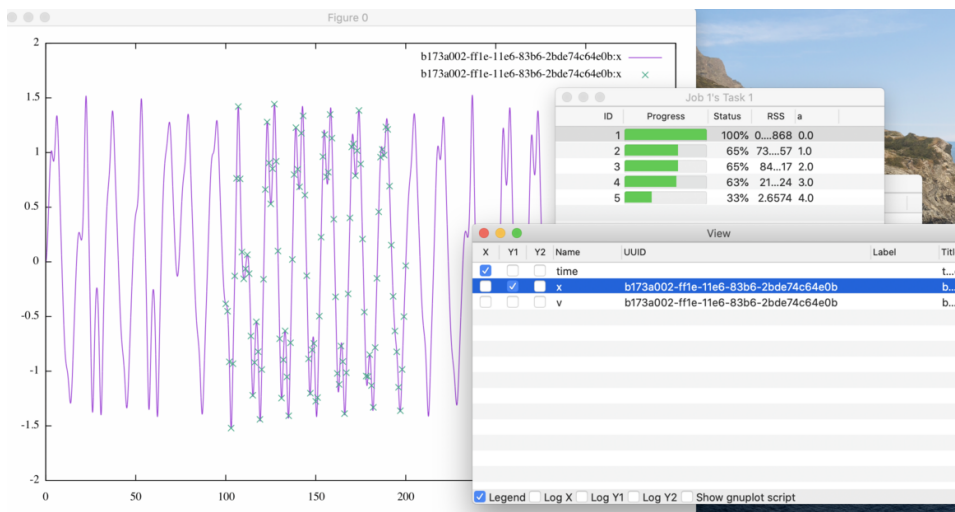 Figure 0
2
1.5
1
0.5
0
-0.5
-1
-1.5
-2
0 50 100 150 200
b173a002-ff1e-11e6-83b6-2bde74c64e0b:x
b173a002-ff1e-11e6-83b6-2bde74c64e0b:x
Job 1's Task 1
ID Progress Status RSS a
1 100% 0....868 0.0
2 65% 73....57 1.0
3 65% 84...17 2.0
4 63% 21...24 3.0
5 33% 2.6574 4.0
View
X Y1 Y2 Name UUID Label Titl
time t...
x b173a002-ff1e-11e6-83b6-2bde74c64e0b b...
v b173a002-ff1e-11e6-83b6-2bde74c64e0b b...
Legend Log X Log Y1 Log Y2 Show gnuplot script